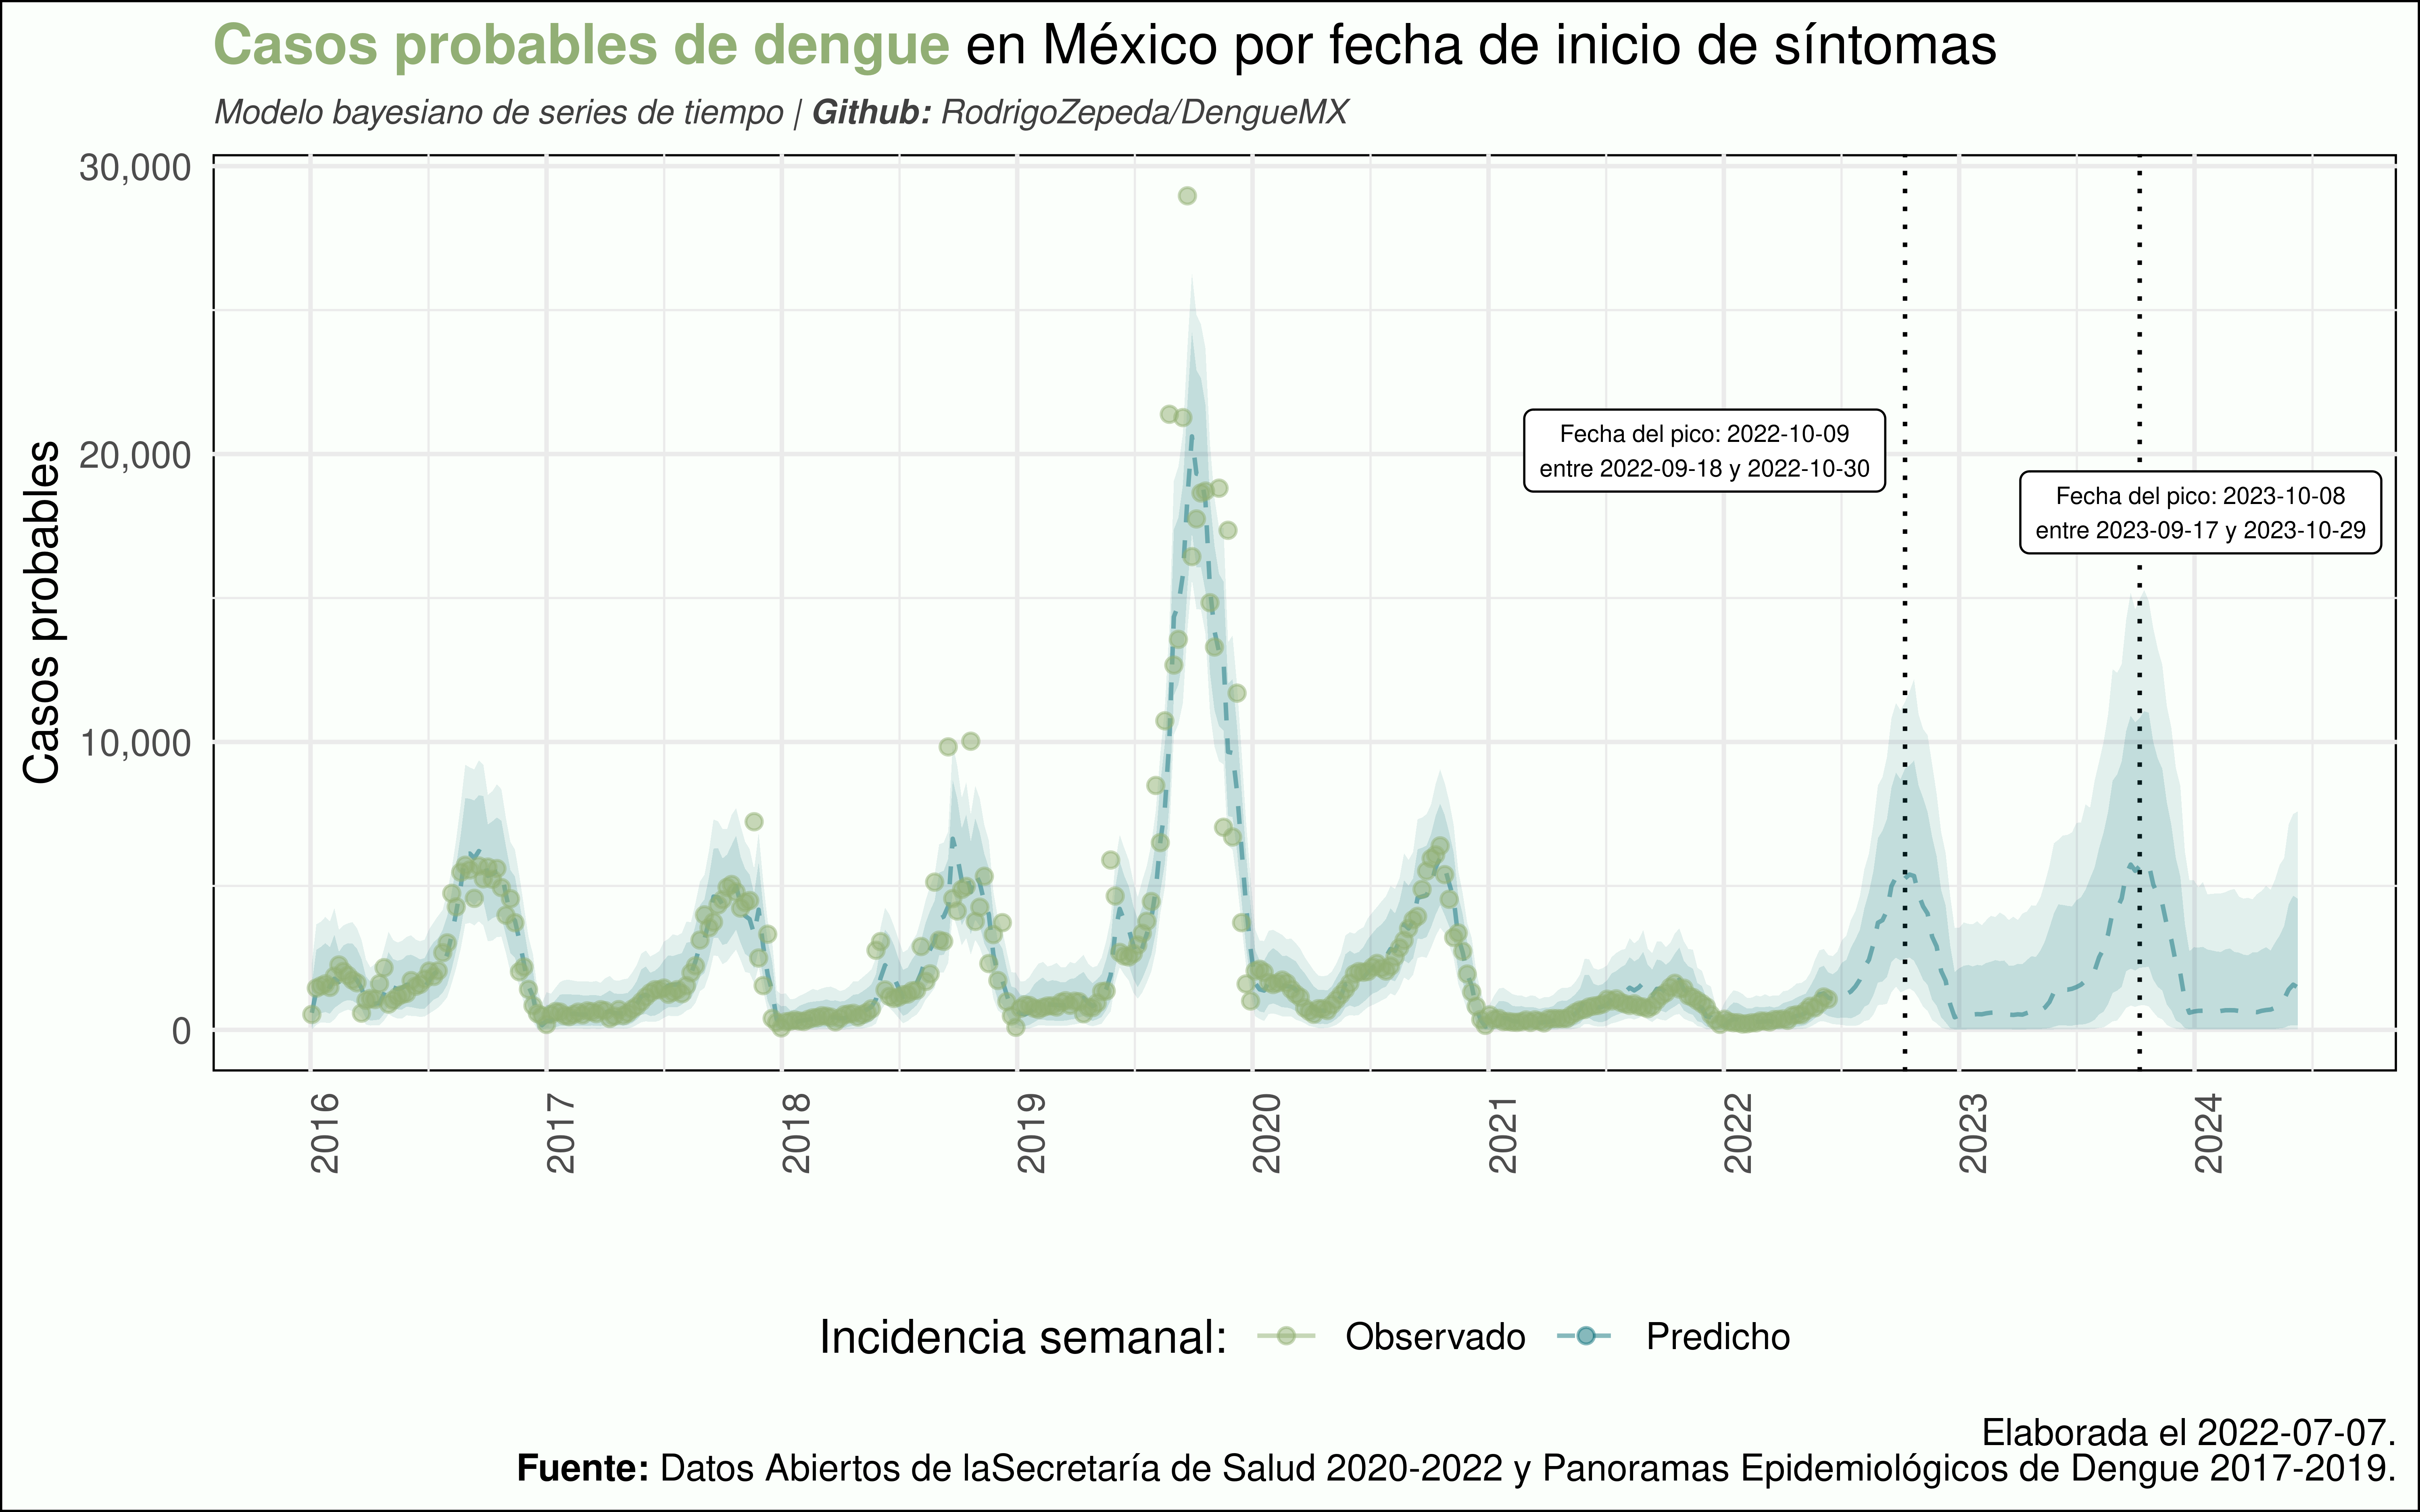 Casos probables de dengue en México por fecha de inicio de síntomas
Modelo bayesiano de series de tiempo | Github: RodrigoZepeda/DengueMX
Casos probables
30,000
20,000
10,000
0
Fecha del pico: 2022-10-09
entre 2022-09-18 y 2022-10-30
Fecha del pico: 2023-10-08
entre 2023-09-17 y 2023-10-29
2016
2017
2018
2019
2020
2021
2022
2023
2024
Incidencia semanal: Observado Predicho
Elaborada el 2022-07-07.
Fuente: Datos Abiertos de laSecretaría de Salud 2020-2022 y Panoramas Epidemiológicos de Dengue 2017-2019.